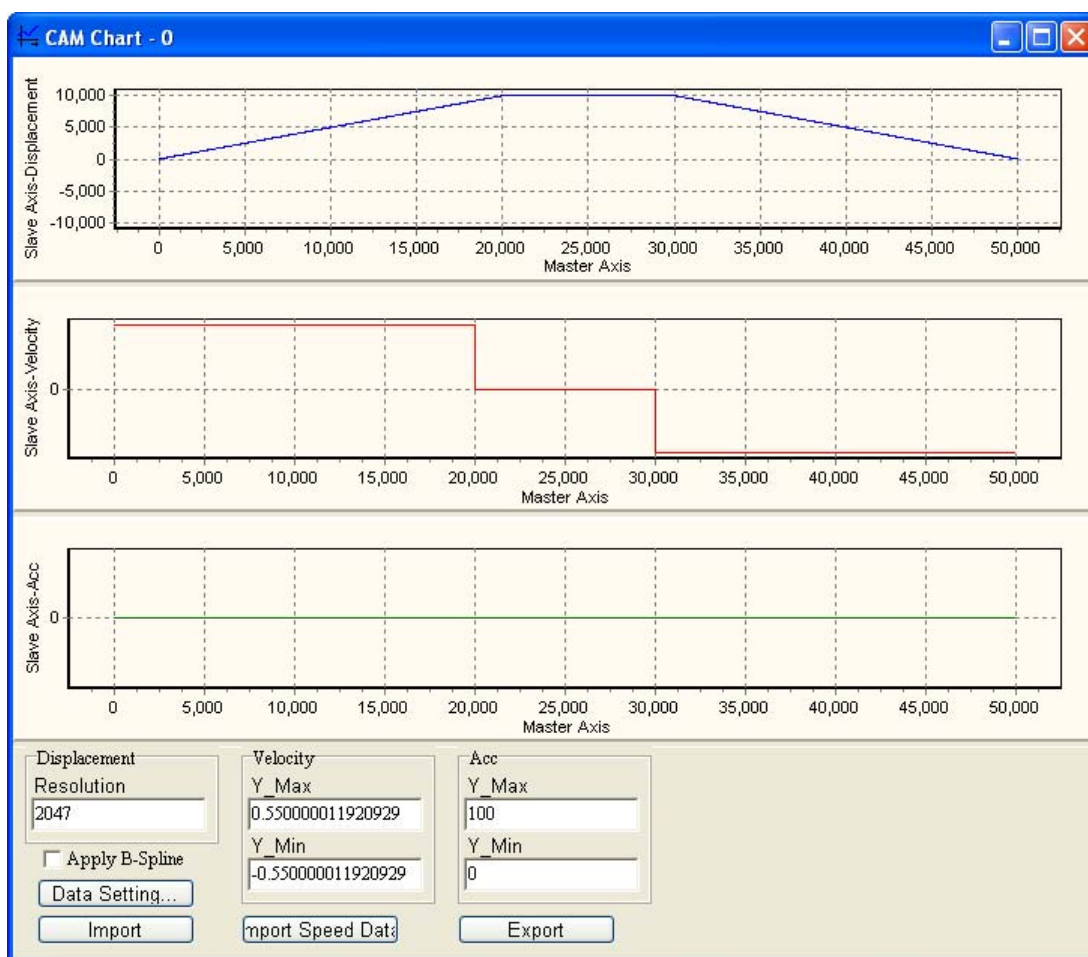 CAM Chart - 0
Slave Axis-Displacement
10,000
5,000
0
-5,000
-10,000
0 5,000 10,000 15,000 20,000 25,000 30,000 35,000 40,000 45,000 50,000
Master Axis
Slave Axis-Velocity
0
0 5,000 10,000 15,000 20,000 25,000 30,000 35,000 40,000 45,000 50,000
Master Axis
Slave Axis-Acc
0
0 5,000 10,000 15,000 20,000 25,000 30,000 35,000 40,000 45,000 50,000
Master Axis
Displacement
Resolution
2047
Apply B-Spline
Data Setting...
Import
Velocity
Y_Max
0.550000011920929
Y_Min
-0.550000011920929
mport Speed Data
Acc
Y_Max
100
Y_Min
0
Export